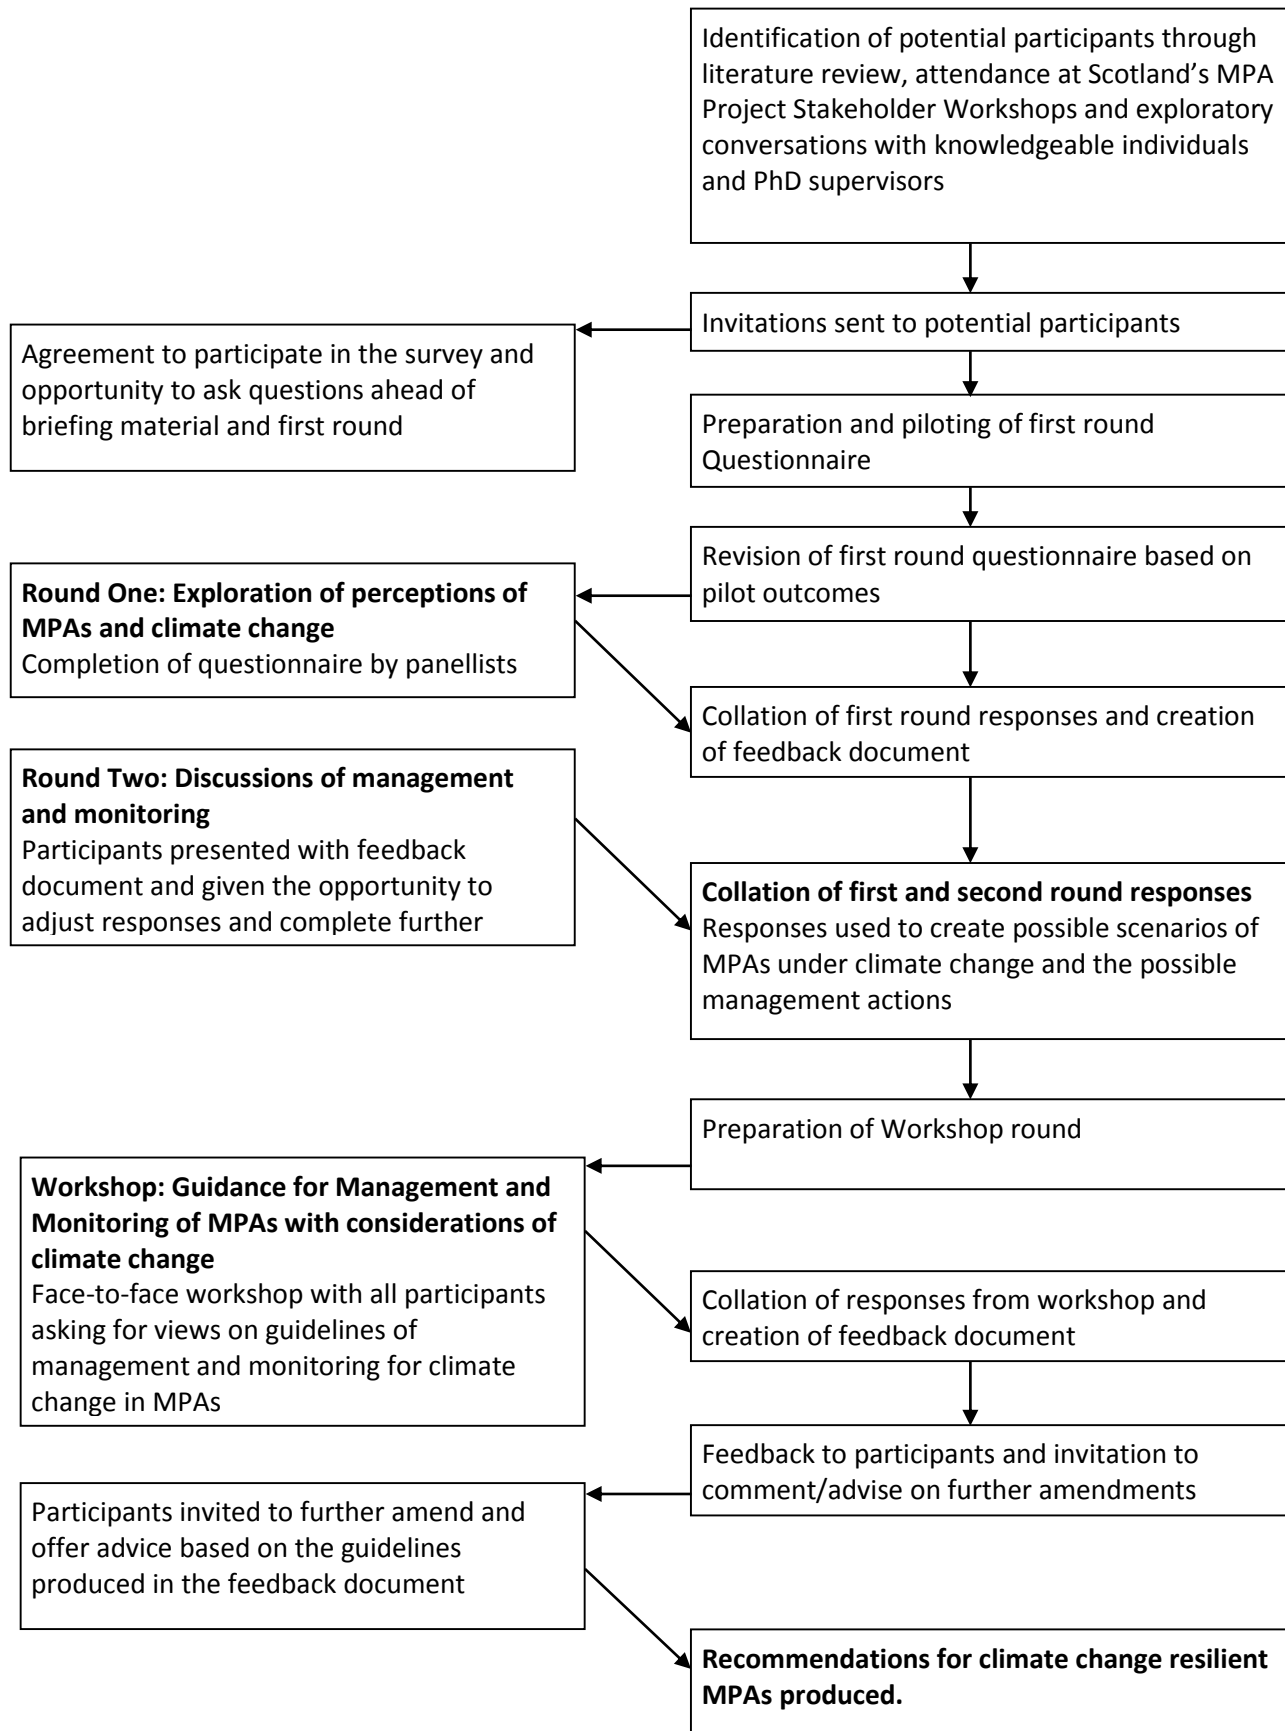 Identification of potential participants through
literature review, attendance at Scotland’s MPA
Project Stakeholder Workshops and exploratory
conversations with knowledgeable individuals
and PhD supervisors
Invitations sent to potential participants
Agreement to participate in the survey and
opportunity to ask questions ahead of
briefing material and first round
Preparation and piloting of first round
Questionnaire
Revision of first round questionnaire based on
pilot outcomes
Round One: Exploration of perceptions of
MPAs and climate change
Completion of questionnaire by panellists
Collation of first round responses and creation
of feedback document
Round Two: Discussions of management
and monitoring
Participants presented with feedback
document and given the opportunity to
adjust responses and complete further
Collation of first and second round responses
Responses used to create possible scenarios of
MPAs under climate change and the possible
management actions
Preparation of Workshop round
Workshop: Guidance for Management and
Monitoring of MPAs with considerations of
climate change
Face-to-face workshop with all participants
asking for views on guidelines of
management and monitoring for climate
change in MPAs
Collation of responses from workshop and
creation of feedback document
Feedback to participants and invitation to
comment/advise on further amendments
Participants invited to further amend and
offer advice based on the guidelines
produced in the feedback document
Recommendations for climate change resilient
MPAs produced.